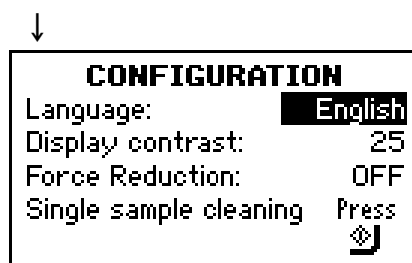 ↓
CONFIGURATION
Language: English
Display contrast: 25
Force Reduction: OFF
Single sample cleaning Press